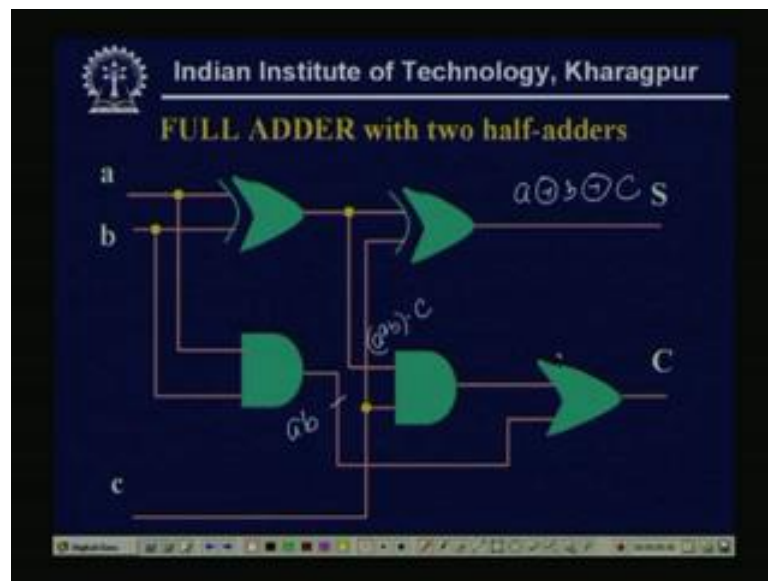 Indian Institute of Technology, Kharagpur
FULL ADDER with two half-adders
a
a⊕b⊕C S
b
C
ab
c